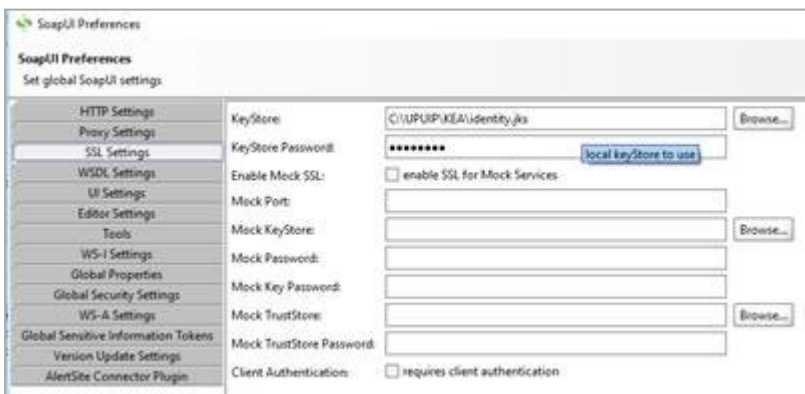 SoapUI Preferences
SoapUI Preferences
Set global SoapUI settings
HTTP Settings
Proxy Settings
SSL Settings
WSDL Settings
UI Settings
Editor Settings
Tools
WS-I Settings
Global Properties
Global Security Settings
WS-A Settings
Global Sensitive Information Tokens
Version Update Settings
AlertSite Connector Plugin
KeyStore: C:\UPUIP\KEA\identity.jks Browse...
KeyStore Password: ••••••••
local keyStore to use
Enable Mock SSL: enable SSL for Mock Services
Mock Port:
Mock KeyStore: Browse...
Mock Password:
Mock Key Password:
Mock TrustStore: Browse...
Mock TrustStore Password:
Client Authentication: requires client authentication